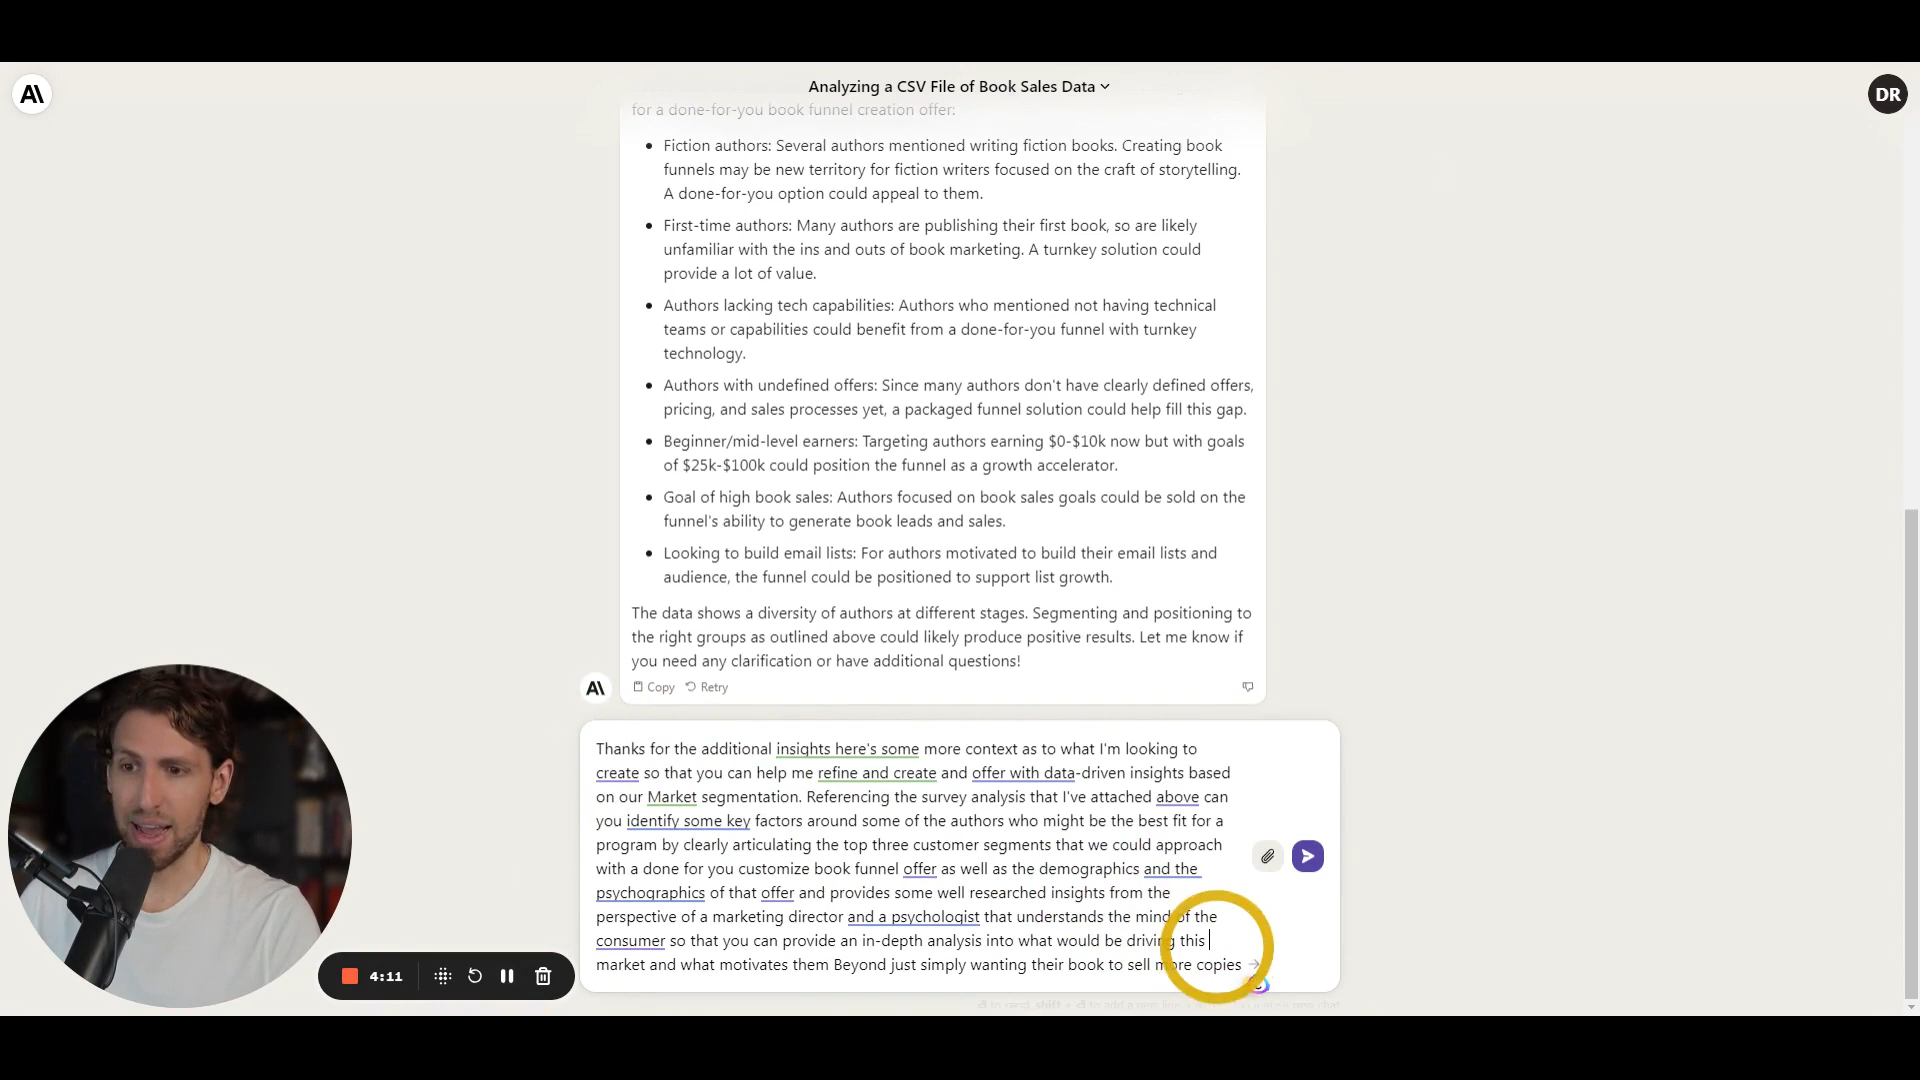 Analyzing a CSV File of Book Sales Data
DR
for a done-for-you book funnel creation offer:
• Fiction authors: Several authors mentioned writing fiction books. Creating book
funnels may be new territory for fiction writers focused on the craft of storytelling.
A done-for-you option could appeal to them.
• First-time authors: Many authors are publishing their first book, so are likely
unfamiliar with the ins and outs of book marketing. A turnkey solution could
provide a lot of value.
• Authors lacking tech capabilities: Authors who mentioned not having technical
teams or capabilities could benefit from a done-for-you funnel with turnkey
technology.
• Authors with undefined offers: Since many authors don't have clearly defined offers,
pricing, and sales processes yet, a packaged funnel solution could help fill this gap.
• Beginner/mid-level earners: Targeting authors earning $0-$10k now but with goals
of $25k-$100k could position the funnel as a growth accelerator.
• Goal of high book sales: Authors focused on book sales goals could be sold on the
funnel's ability to generate book leads and sales.
• Looking to build email lists: For authors motivated to build their email lists and
audience, the funnel could be positioned to support list growth.
The data shows a diversity of authors at different stages. Segmenting and positioning to
the right groups as outlined above could likely produce positive results. Let me know if
you need any clarification or have additional questions!
Copy Retry
Thanks for the additional insights here's some more context as to what I'm looking to
create so that you can help me refine and create and offer with data-driven insights based
on our Market segmentation. Referencing the survey analysis that I've attached above can
you identify some key factors around some of the authors who might be the best fit for a
program by clearly articulating the top three customer segments that we could approach
with a done for you customize book funnel offer as well as the demographics and the
psychographics of that offer and provides some well researched insights from the
perspective of a marketing director and a psychologist that understands the mind of the
consumer so that you can provide an in-depth analysis into what would be driving this
market and what motivates them Beyond just simply wanting their book to sell more copies
4:11